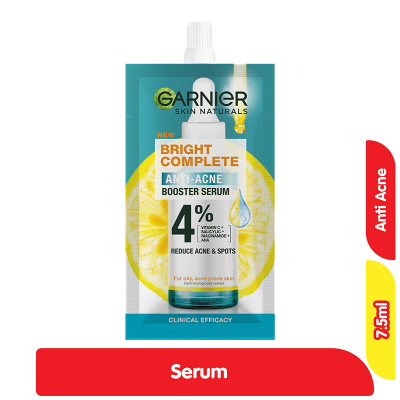 GARNIER
SKIN NATURALS
NEW
BRIGHT
COMPLETE
ANTI-ACNE
BOOSTER SERUM
4%
VITAMIN C +
SALICYLIC +
NIACINAMIDE +
AHA
REDUCE ACNE & SPOTS
For oily, acne prone skin
Dermatologically tested
CLINICAL EFFICACY
Anti Acne
7.5ml
Serum